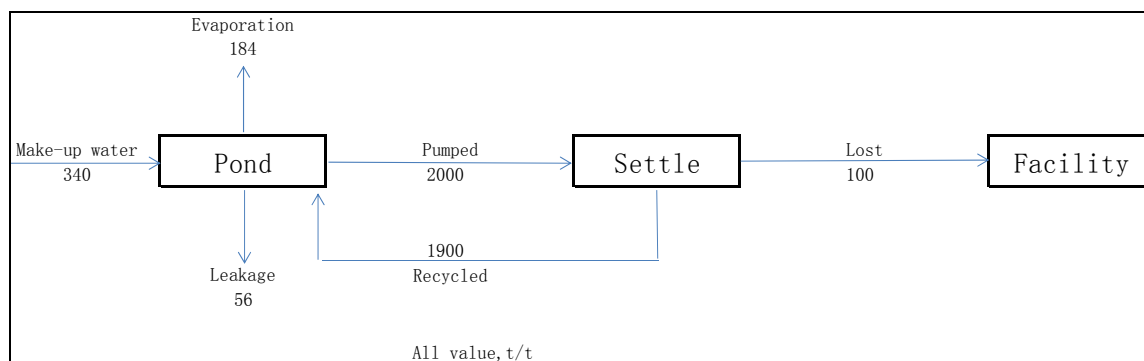 Evaporation
184
Make-up water
340
Pond
Pumped
2000
Settle
Lost
100
Facility
1900
Recycled
Leakage
56
All value,t/t